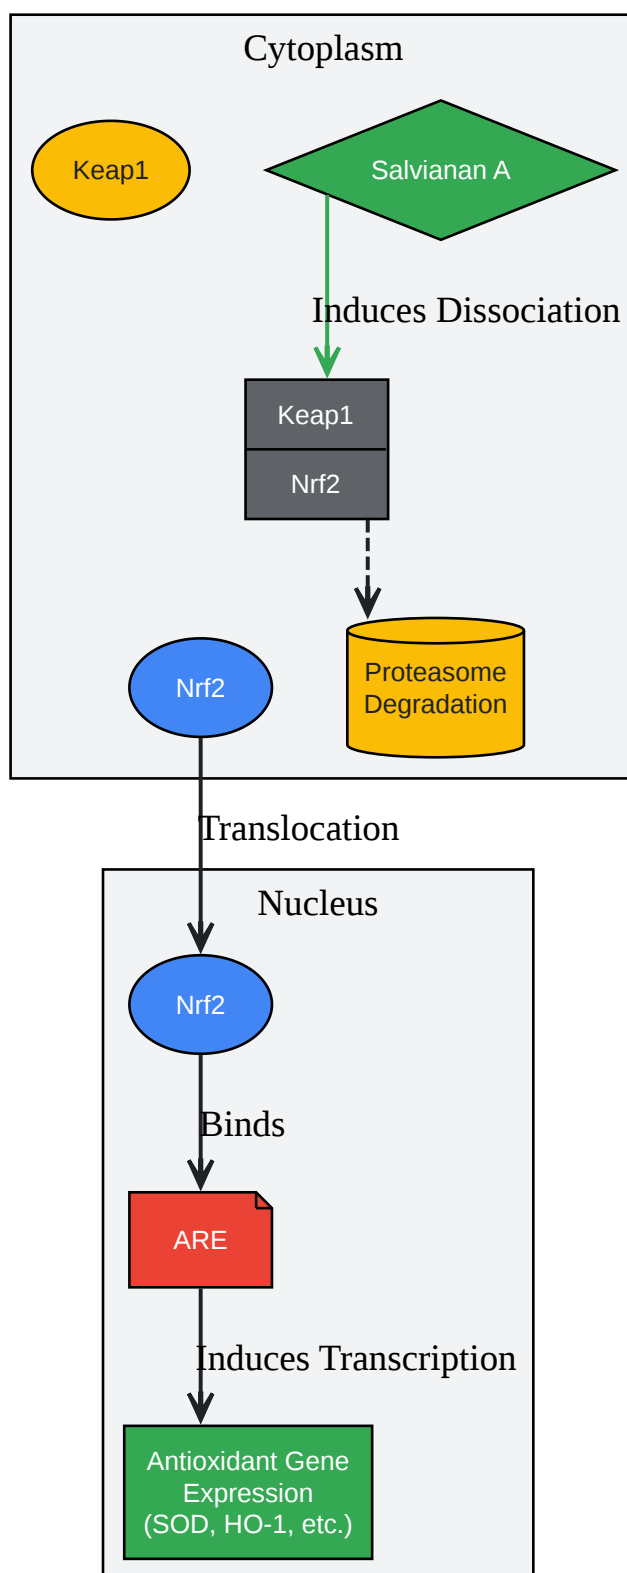 Cytoplasm
Keap1
Salvianan A
Induces Dissociation
Keap1
Nrf2
Nrf2
Proteasome
Degradation
Translocation
Nucleus
Nrf2
Binds
ARE
Induces Transcription
Antioxidant Gene
Expression
(SOD, HO-1, etc.)